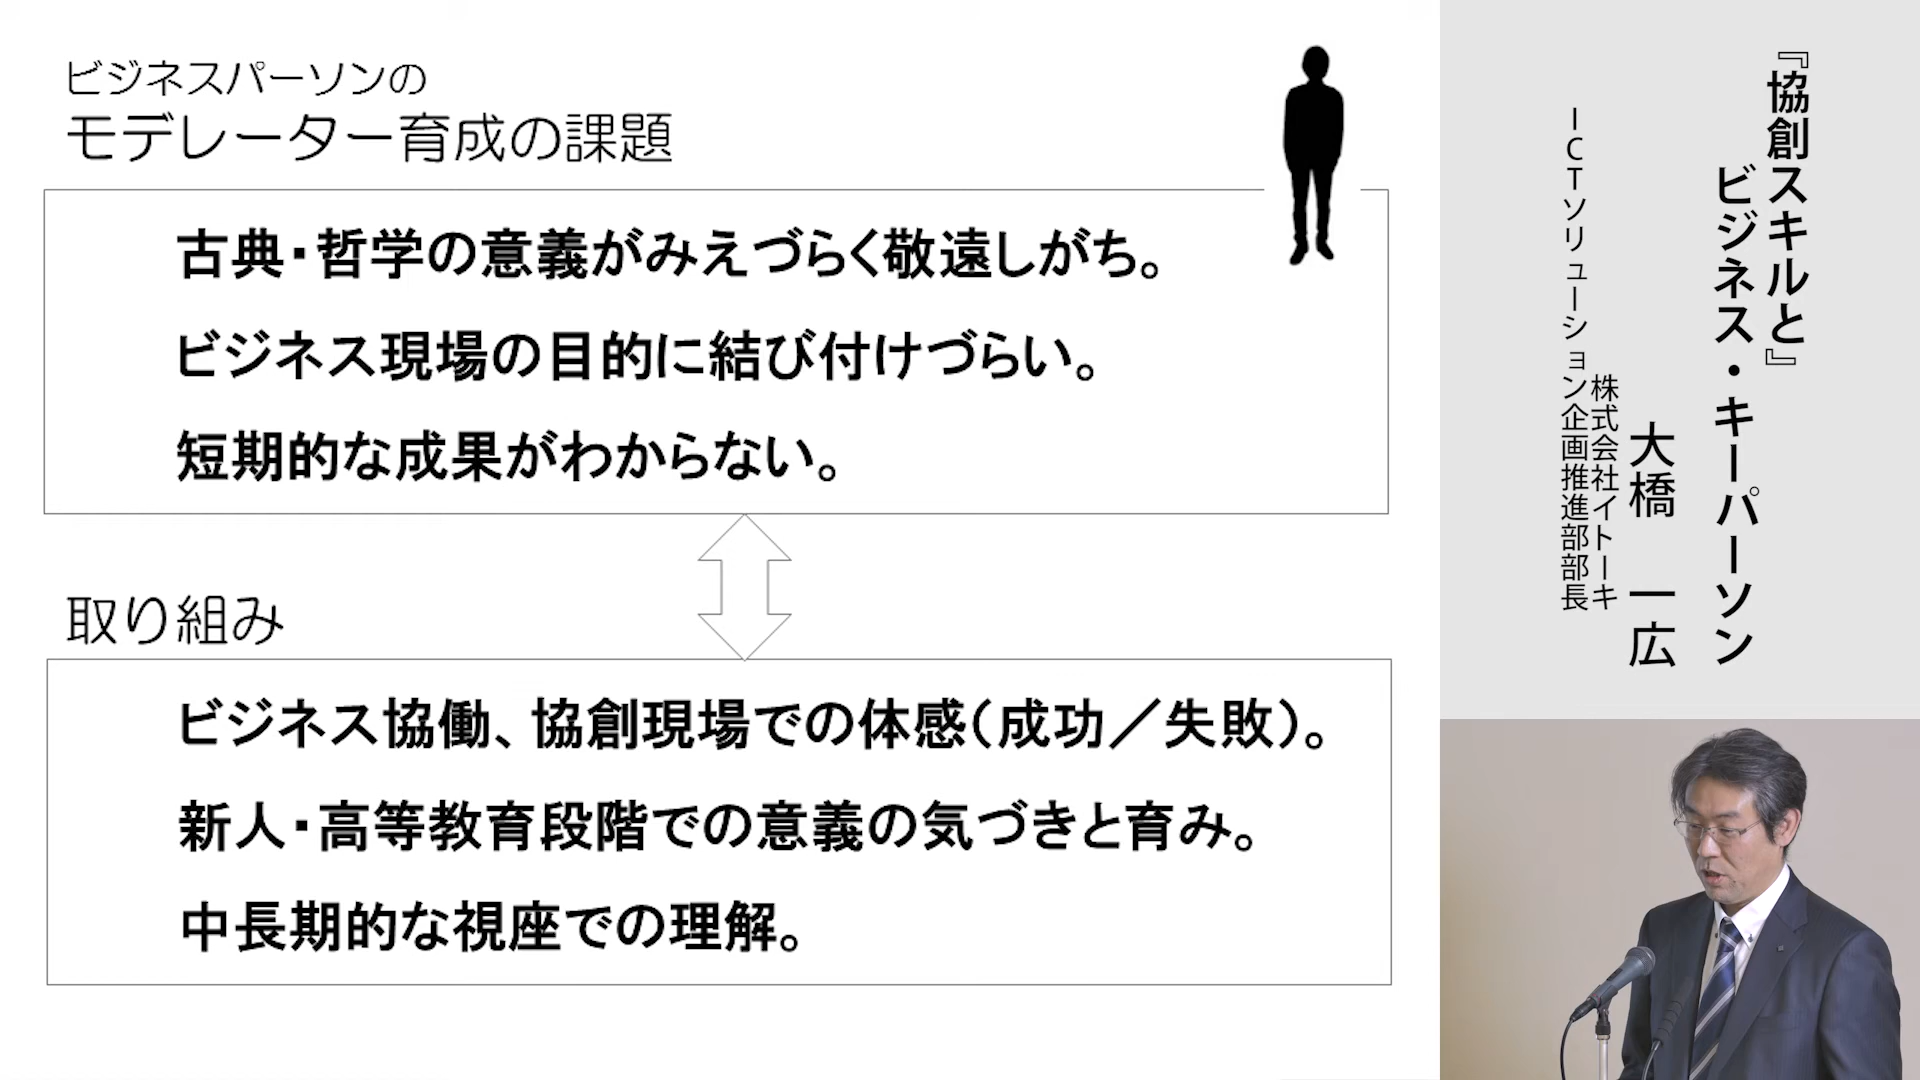 ビジネスパーソンの
モデレーター育成の課題
古典・哲学の意義がみえづらく敬遠しがち。
ビジネス現場の目的に結び付けづらい。
短期的な成果がわからない。
取り組み
ビジネス協働、協創現場での体感（成功／失敗）。
新人・高等教育段階での意義の気づきと育み。
中長期的な視座での理解。
『協創スキルと』
ビジネス・キーパーソン
大橋　一広
株式会社イトーキ
ICTソリューション企画推進部部長